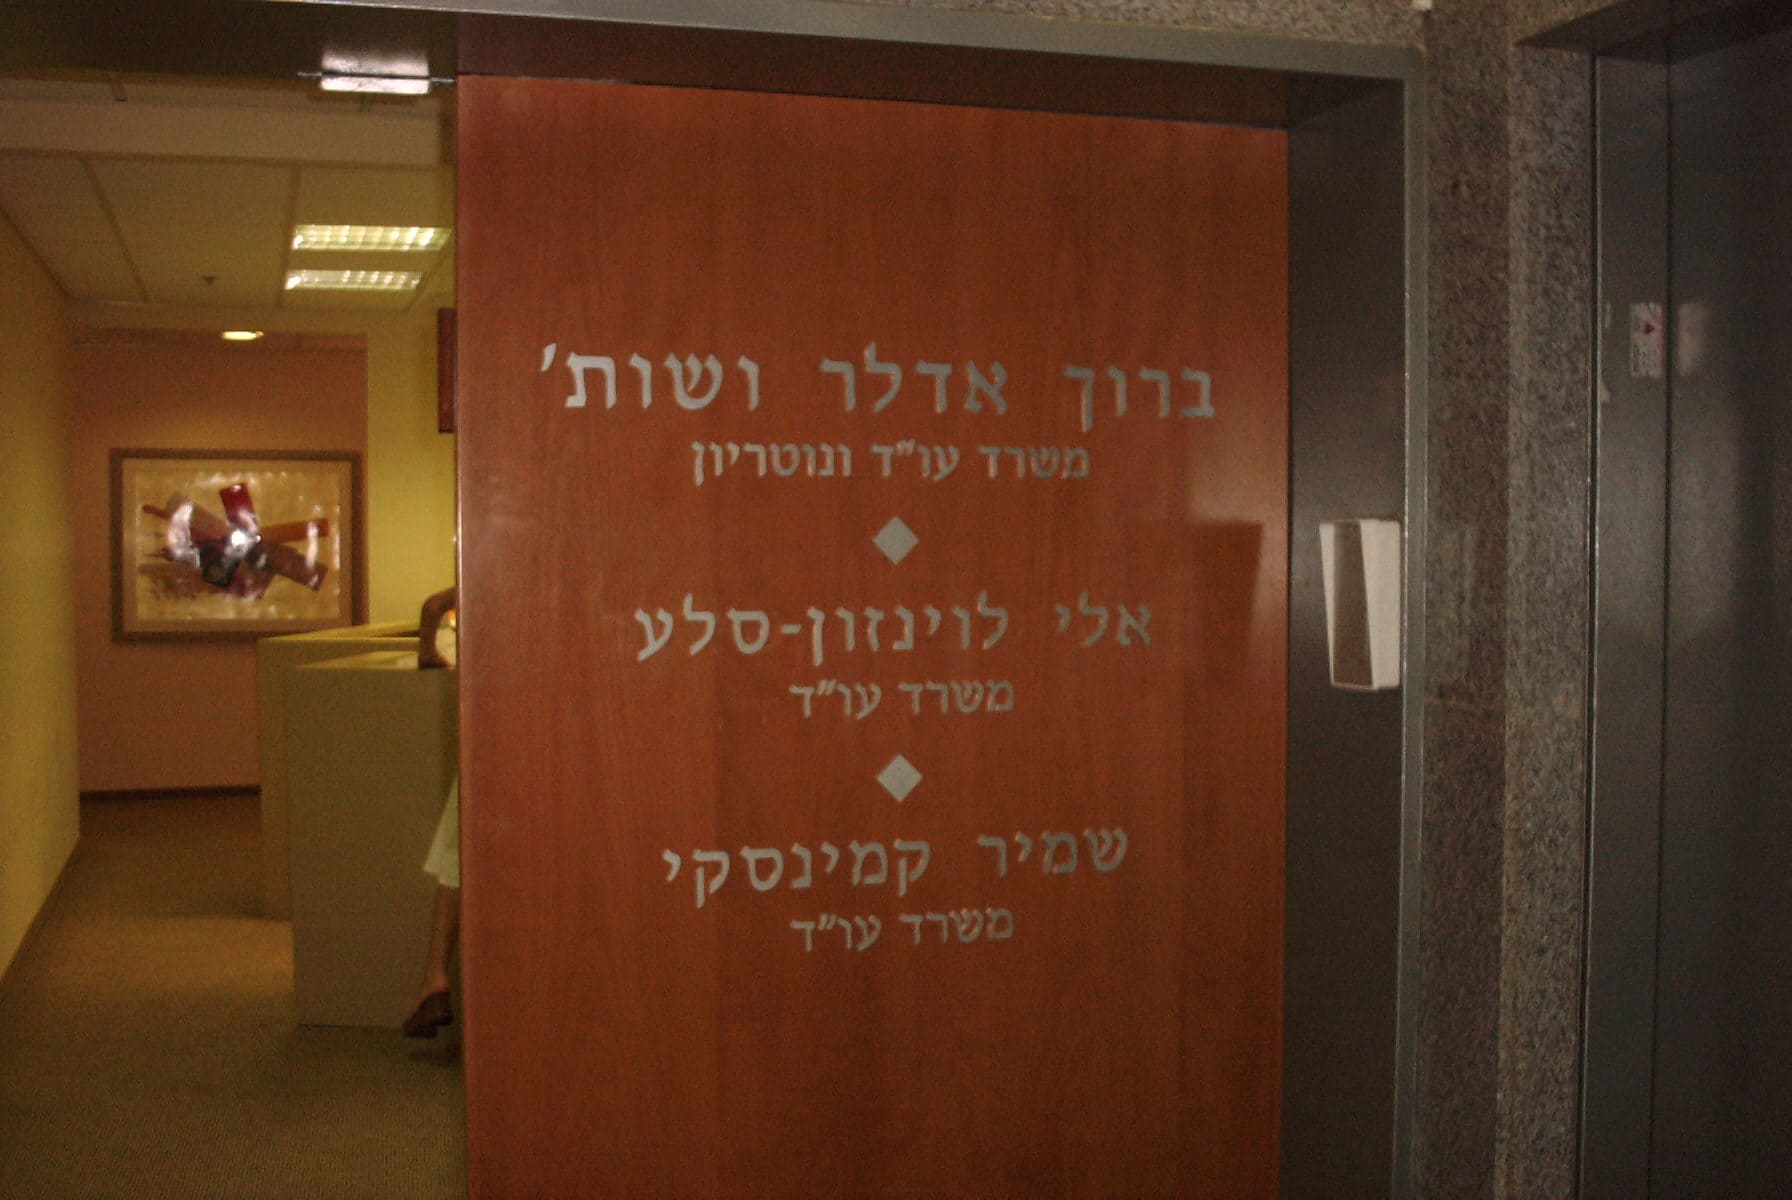 ברוך אדלר ושות'
משרד עו"ד ונוטריון
אלי לוינזון-סלע
משרד עו"ד
שמיר קמינסקי
משרד עו"ד